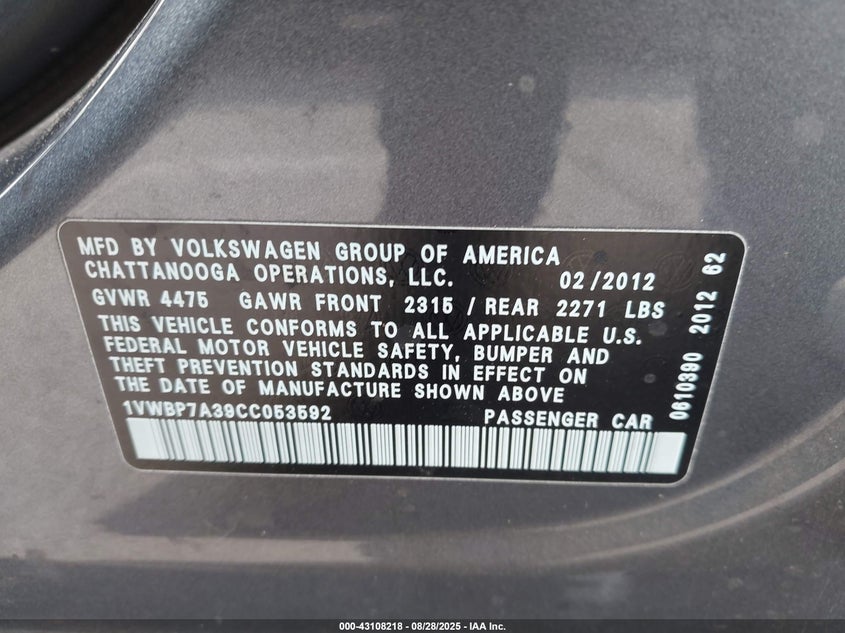 MFD BY VOLKSWAGEN GROUP OF AMERICA
CHATTANOOGA OPERATIONS, LLC. 02/2012
GVWR 4475 GAWR FRONT 2315 / REAR 2271 LBS
THIS VEHICLE CONFORMS TO ALL APPLICABLE U.S.
FEDERAL MOTOR VEHICLE SAFETY, BUMPER AND
THEFT PREVENTION STANDARDS IN EFFECT ON
THE DATE OF MANUFACTURE SHOWN ABOVE
1VWBP7A39CC053592 PASSENGER CAR
0610390 2012 62
000-43108218 - 08/28/2025 - IAA Inc.